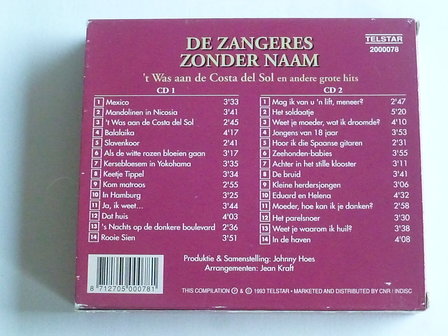 DE ZANGERES
ZONDER NAAM
TELSTAR
2000078
't Was aan de Costa del Sol en andere grote hits
CD 1
1 Mexico 3'33
2 Mandolinen in Nicosia 3'41
3 't Was aan de Costa del Sol 2'45
4 Balalaika 4'17
5 Slavenkoor 4'41
6 Als de witte rozen bloeien gaan 3'17
7 Kersebloesem in Yokohama 3'35
8 Keetje Tippel 3'34
9 Kom matroos 2'55
10 In Hamburg 3'25
11 Ja, ik weet... 3'44
12 Dat huis 4'03
13 's Nachts op de donkere boulevard 2'36
14 Rooie Sien 3'51
CD 2
1 Mag ik van u 'n lift, meneer? 2'47
2 Het soldaatje 5'20
3 Weet je moeder, wat ik droomde? 4'10
4 Jongens van 18 jaar 3'53
5 Hoor ik die Spaanse gitaren 3'21
6 Zeehonden-babies 3'55
7 Achter in het stille klooster 3'11
8 De bruid 3'41
9 Kleine herdersjongen 3'06
10 Eduard en Helena 4'32
11 Moeder, hoe kan ik je danken? 2'58
12 Het parelsnoer 3'30
13 Weet je waarom ik huil? 3'38
14 In de haven 4'08
Produktie & Samenstelling: Johnny Hoes
Arrangementen: Jean Kraft
8 712705 000781
THIS COMPILATION ℗ & © 1993 TELSTAR • MARKETED AND DISTRIBUTED BY CNR / INDISC